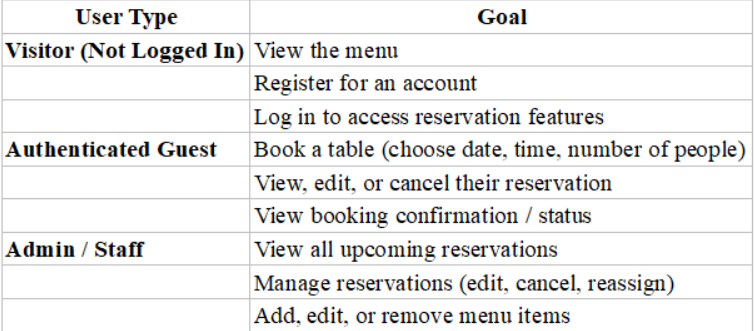 User Type Goal
Visitor (Not Logged In) View the menu
Register for an account
Log in to access reservation features
Authenticated Guest Book a table (choose date, time, number of people)
View, edit, or cancel their reservation
View booking confirmation / status
Admin / Staff View all upcoming reservations
Manage reservations (edit, cancel, reassign)
Add, edit, or remove menu items